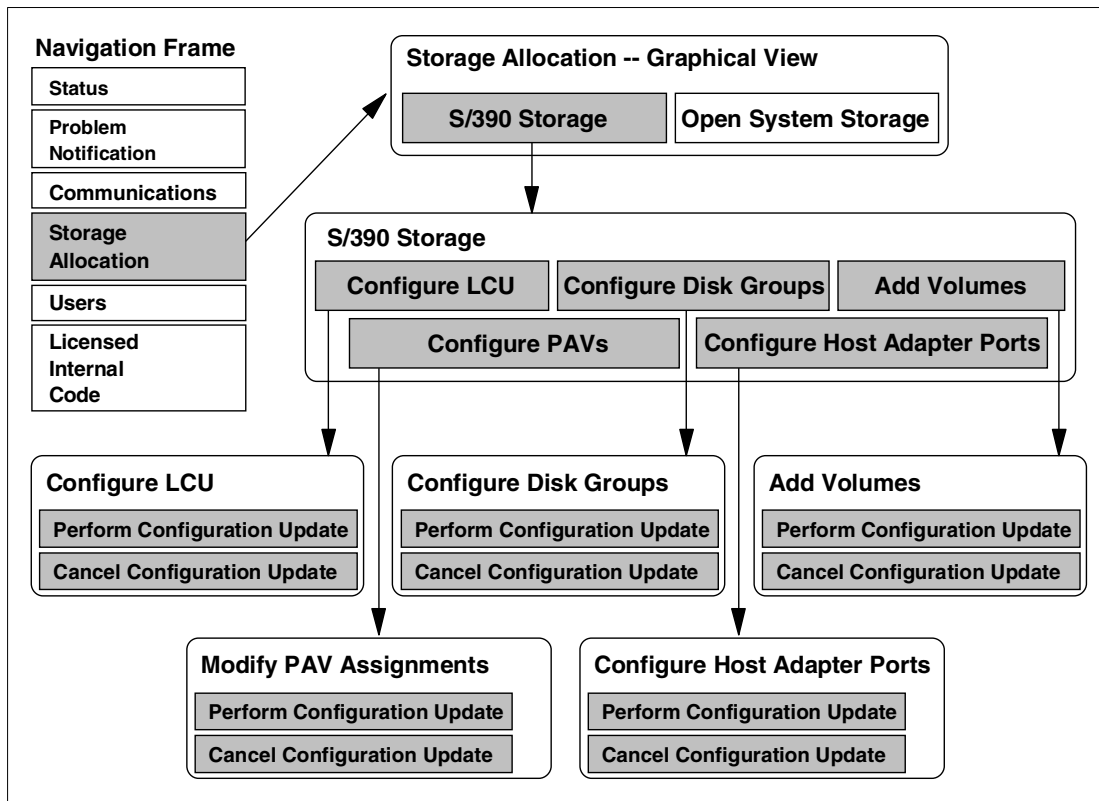 Navigation Frame
Status
Problem
Notification
Communications
Storage
Allocation
Users
Licensed
Internal
Code
Storage Allocation -- Graphical View
S/390 Storage
Open System Storage
S/390 Storage
Configure LCU
Configure Disk Groups
Add Volumes
Configure PAVs
Configure Host Adapter Ports
Configure LCU
Perform Configuration Update
Cancel Configuration Update
Configure Disk Groups
Perform Configuration Update
Cancel Configuration Update
Add Volumes
Perform Configuration Update
Cancel Configuration Update
Modify PAV Assignments
Perform Configuration Update
Cancel Configuration Update
Configure Host Adapter Ports
Perform Configuration Update
Cancel Configuration Update